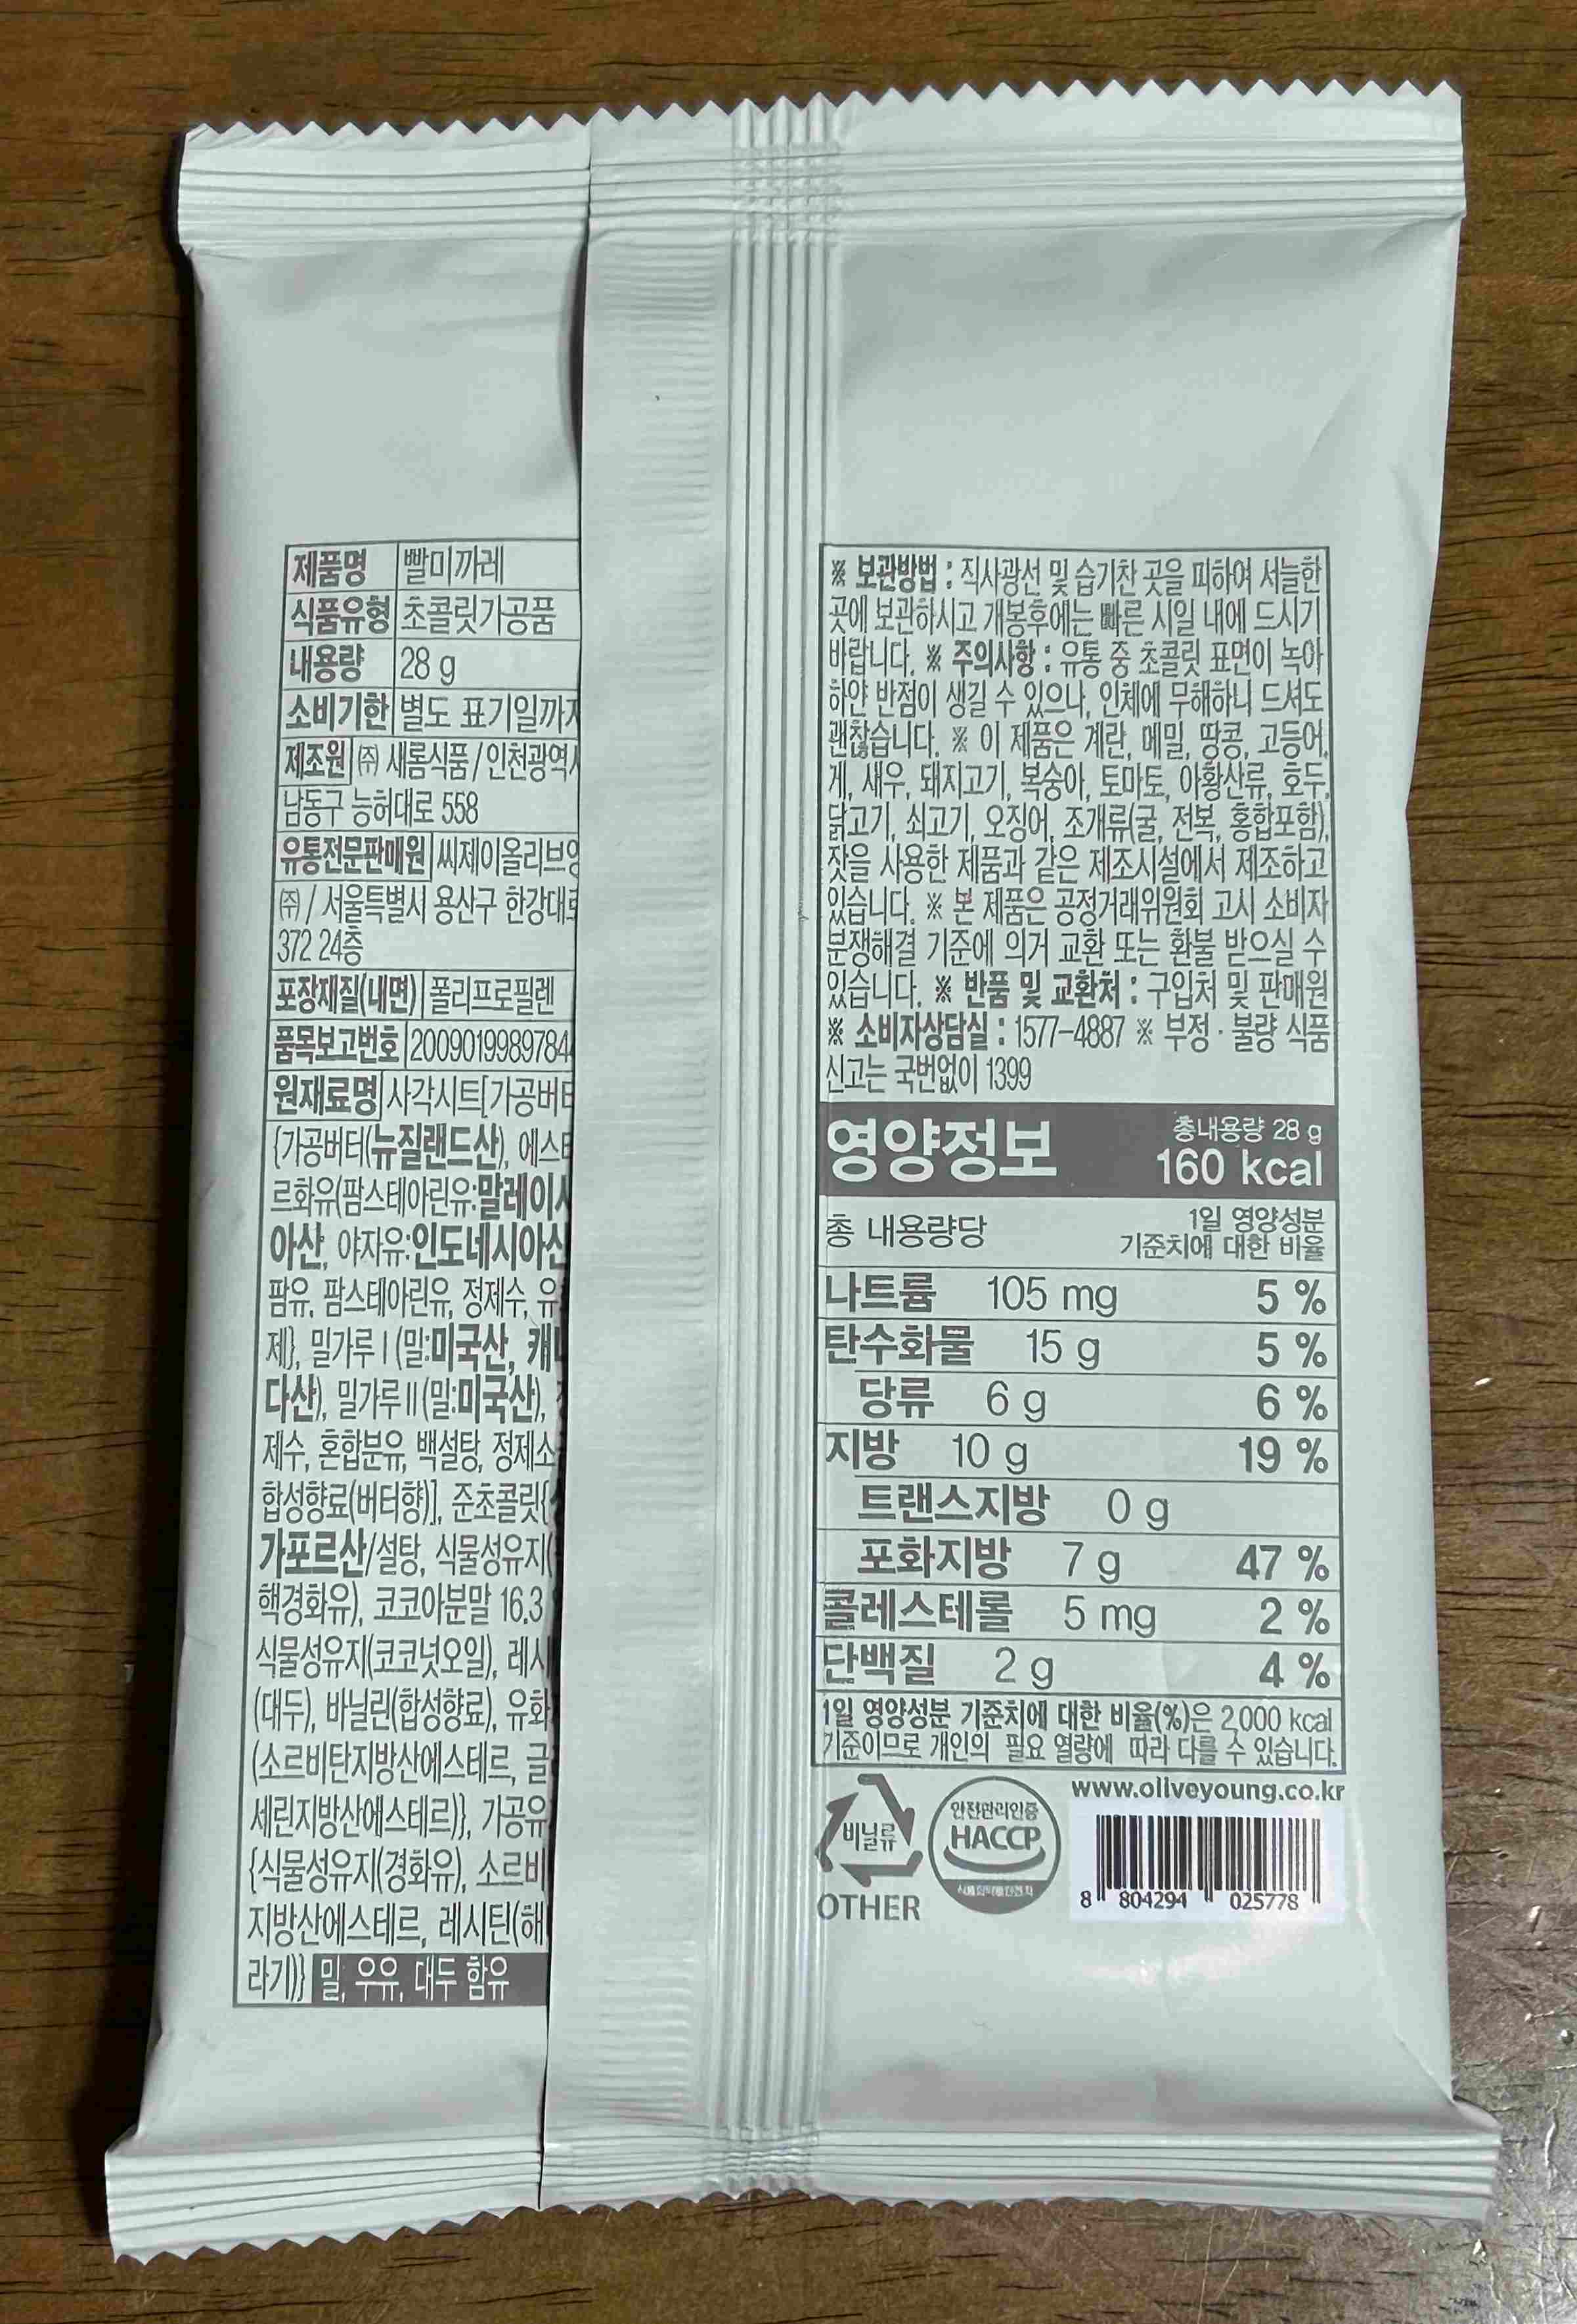 제품명 빨미까레
식품유형 초콜릿가공품
내용량 28 g
소비기한 별도 표기일까지
제조원 ㈜ 새롬식품/인천광역
남동구 능허대로 558
유통전문판매원 씨제이올리브영
㈜/서울특별시 용산구 한강대로
372 24층
포장재질(내면) 폴리프로필렌
품목보고번호 2009019989784
원재료명 사각시트[가공버터
{가공버터(뉴질랜드산), 에스테
르화유(팜스테아린유:말레이시
아산, 야자유:인도네시아산
팜유, 팜스테아린유, 정제수, 유
제}, 밀가루Ⅰ(밀:미국산, 캐나
다산), 밀가루Ⅱ(밀:미국산),
제수, 혼합분유, 백설탕, 정제소
합성향료(버터향)], 준초콜릿{
가포르산/설탕, 식물성유지(
핵경화유), 코코아분말 16.3
식물성유지(코코넛오일), 레시
(대두), 바닐린(합성향료), 유화
(소르비탄지방산에스테르, 글
세린지방산에스테르)}, 가공유
{식물성유지(경화유), 소르비
지방산에스테르, 레시틴(해
라기)} 밀, 우유, 대두 함유
※ 보관방법 : 직사광선 및 습기찬 곳을 피하여 서늘한
곳에 보관하시고 개봉후에는 빠른 시일 내에 드시기
바랍니다. ※ 주의사항 : 유통 중 초콜릿 표면이 녹아
하얀 반점이 생길 수 있으나, 인체에 무해하니 드셔도
괜찮습니다. ※ 이 제품은 계란, 메밀, 땅콩, 고등어,
게, 새우, 돼지고기, 복숭아, 토마토, 아황산류, 호두,
닭고기, 쇠고기, 오징어, 조개류(굴, 전복, 홍합포함),
잣을 사용한 제품과 같은 제조시설에서 제조하고
있습니다. ※ 본 제품은 공정거래위원회 고시 소비자
분쟁해결 기준에 의거 교환 또는 환불 받으실 수
있습니다. ※ 반품 및 교환처 : 구입처 및 판매원
※ 소비자상담실 : 1577-4887 ※ 부정 · 불량 식품
신고는 국번없이 1399
영양정보 총내용량 28 g
160 kcal
총 내용량당 1일 영양성분
기준치에 대한 비율
나트륨 105 mg 5 %
탄수화물 15 g 5 %
당류 6 g 6 %
지방 10 g 19 %
트랜스지방 0 g
포화지방 7 g 47 %
콜레스테롤 5 mg 2 %
단백질 2 g 4 %
1일 영양성분 기준치에 대한 비율(%)은 2,000 kcal
기준이므로 개인의 필요 열량에 따라 다를 수 있습니다.
www.oliveyoung.co.kr
비닐류
OTHER
안전관리인증
HACCP
8 804294 025778